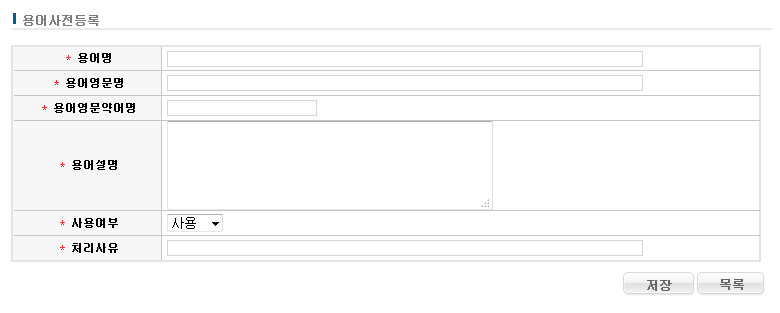 용어사전등록
* 용어명
* 용어영문명
* 용어영문약어명
* 용어설명
* 사용여부 사용
* 처리사유
저장 목록